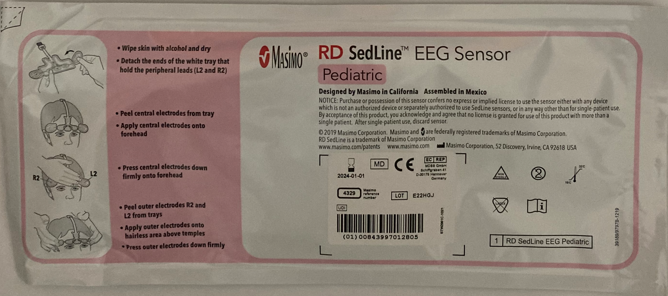 • Wipe skin with alcohol and dry
• Detach the ends of the white tray that
hold the peripheral leads (L2 and R2)
• Peel central electrodes from tray
• Apply central electrodes onto
forehead
R2
L2
• Press central electrodes down
firmly onto forehead
• Peel outer electrodes R2 and
L2 from trays
• Apply outer electrodes onto
hairless area above temples
• Press outer electrodes down firmly
Masimo®
RD SedLine™ EEG Sensor
Pediatric
Designed by Masimo in California Assembled in Mexico
NOTICE: Purchase or possession of this sensor confers no express or implied license to use the sensor either with any device
which is not an authorized device or separately authorized to use SedLine sensors, or in any way other than for single-patient use.
By acceptance of this product, you acknowledge and agree that no license is granted for use of this product with more than a
single patient. After single-patient use, discard sensor.
© 2019 Masimo Corporation. Masimo and are federally registered trademarks of Masimo Corporation.
RD SedLine is a trademark of Masimo Corporation
www.masimo.com/patents www.masimo.com Masimo Corporation, 52 Discovery, Irvine, CA 92618 USA
2024-01-01
MD
CE
EC REP
Germany
4329
Masimo
reference
number
LOT
E22HGJ
UDI
(01)00843997012805
2
i
1 RD SedLine EEG Pediatric